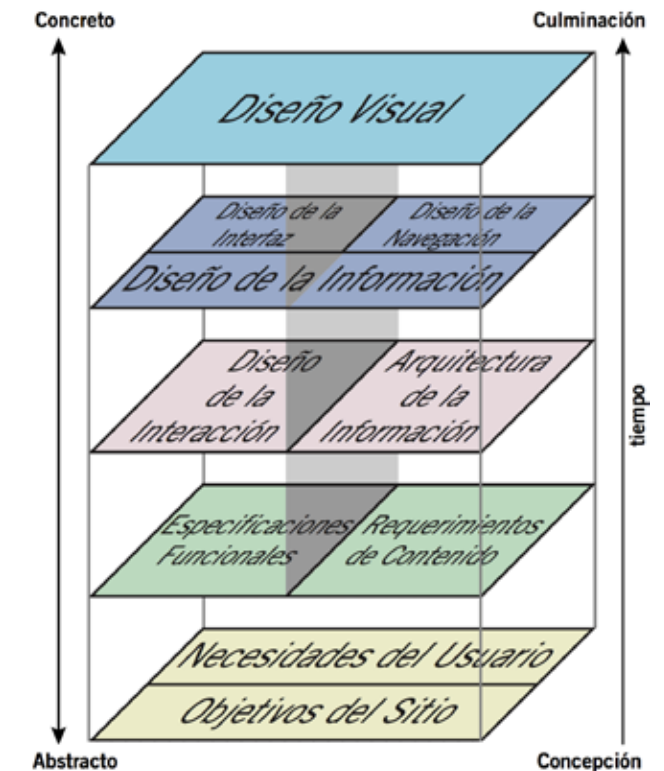 Concreto
Culminación
Diseño Visual
Diseño de la
Interfaz
Diseño de la
Navegación
Diseño de la Información
Diseño
de la
Interacción
Arquitectura
de la
Información
tiempo
Especificaciones
Funcionales
Requerimientos
de Contenido
Necesidades del Usuario
Objetivos del Sitio
Abstracto
Concepción